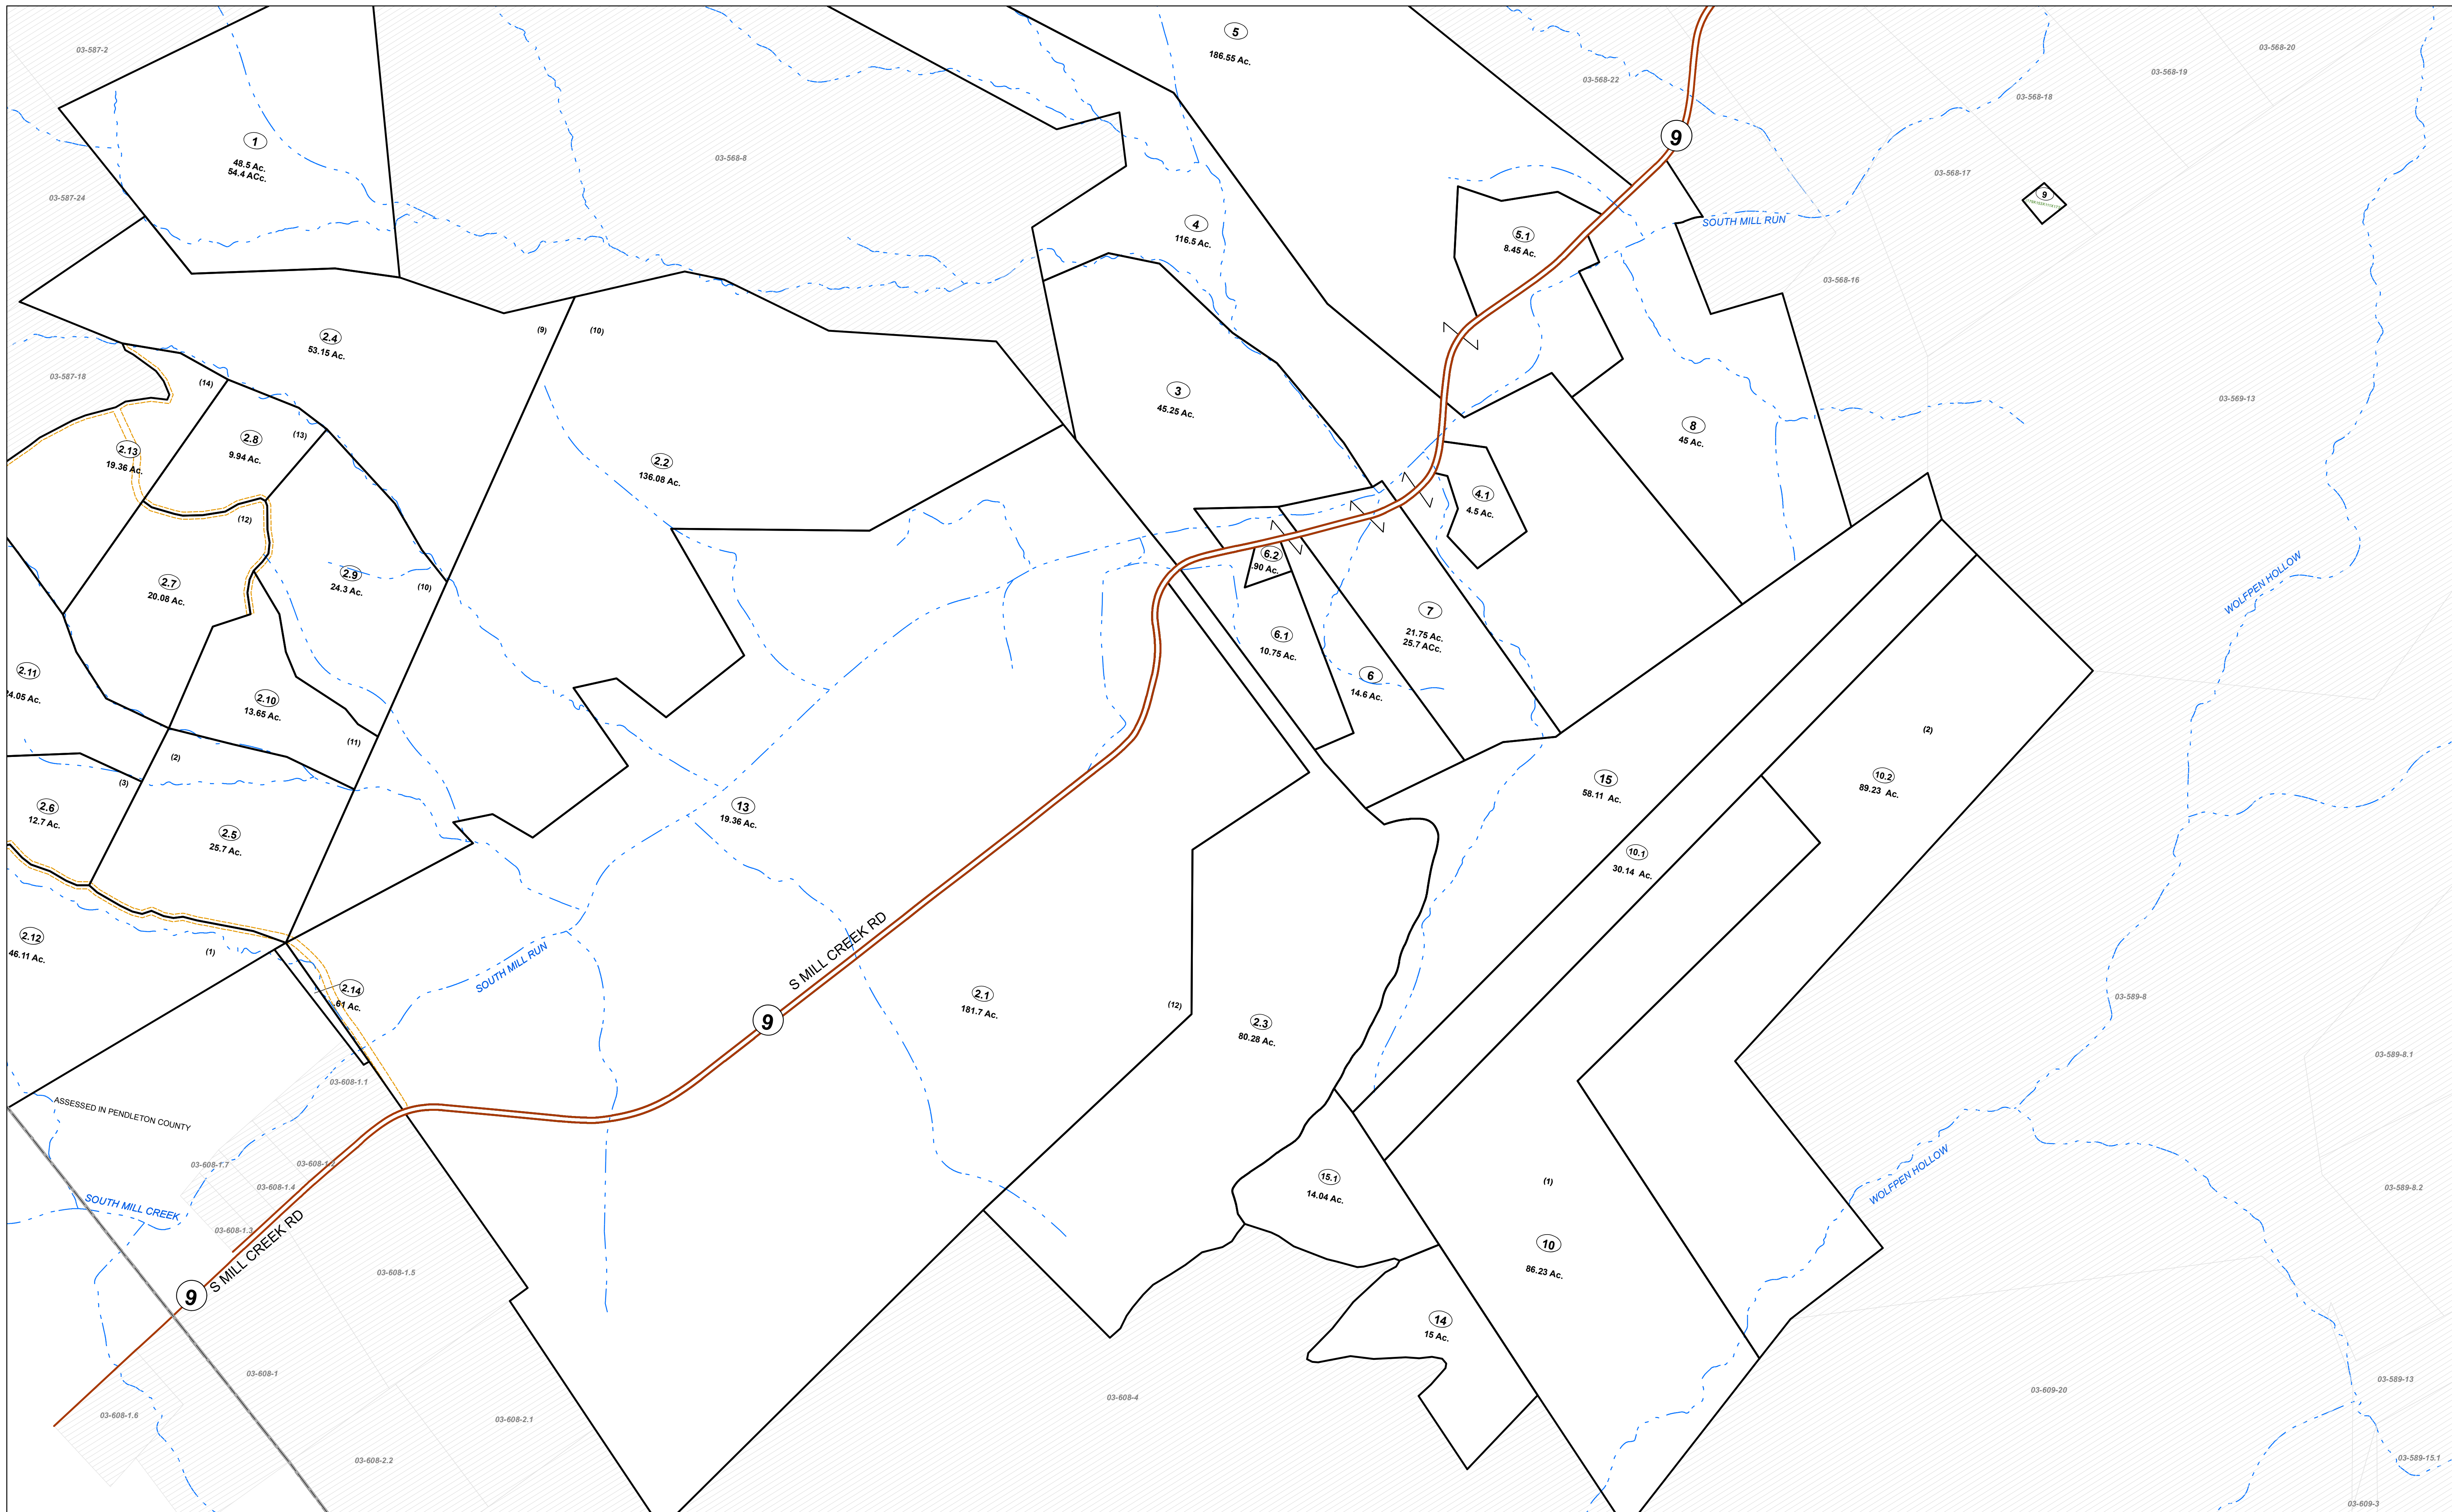 03-587-2
5
186.55 Ac.
03-568-22
03-568-20
03-568-19
03-568-18
9
1
48.5 Ac.
54.4 ACc.
03-568-8
03-568-17
9
03-587-24
4
116.5 Ac.
5.1
8.45 Ac.
SOUTH MILL RUN
03-568-16
2.4
53.15 Ac.
(9)
(10)
03-587-18
(14)
3
45.25 Ac.
03-569-13
2.8
9.94 Ac.
(13)
2.13
19.36 Ac.
2.2
136.08 Ac.
8
45 Ac.
4.1
4.5 Ac.
(12)
6.2
.90 Ac.
2.7
20.08 Ac.
2.9
24.3 Ac.
(10)
WOLFPEN HOLLOW
7
21.75 Ac.
25.7 ACc.
6.1
10.75 Ac.
6
14.6 Ac.
2.11
24.05 Ac.
2.10
13.65 Ac.
(11)
(2)
(2)
(3)
15
58.11 Ac.
10.2
89.23 Ac.
2.6
12.7 Ac.
13
19.36 Ac.
2.5
25.7 Ac.
10.1
30.14 Ac.
2.12
46.11 Ac.
(1)
S MILL CREEK RD
SOUTH MILL RUN
2.14
.61 Ac.
2.1
181.7 Ac.
(12)
03-589-8
9
2.3
80.28 Ac.
03-589-8.1
03-608-1.1
ASSESSED IN PENDLETON COUNTY
03-608-1.7
03-608-1.2
03-608-1.4
15.1
14.04 Ac.
(1)
WOLFPEN HOLLOW
03-589-8.2
SOUTH MILL CREEK
03-608-1.3
S MILL CREEK RD
10
86.23 Ac.
03-608-1.5
9
14
15 Ac.
03-608-1
03-589-13
03-608-4
03-609-20
03-608-1.6
03-608-2.1
03-608-2.2
03-589-15.1
03-609-3